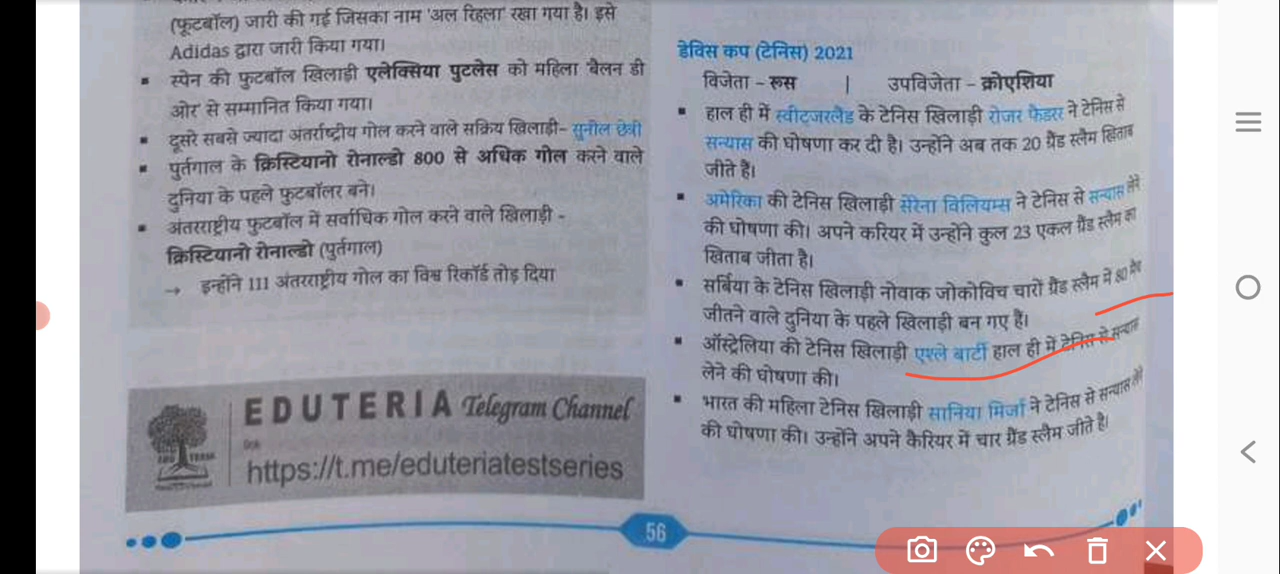 (फूटबॉल) जारी की गई जिसका नाम 'अल रिहला' रखा गया है। इसे
Adidas द्वारा जारी किया गया।
▪ स्पेन की फुटबॉल खिलाड़ी एलेक्सिया पुटलेस को महिला 'बैलन डी
ओर' से सम्मानित किया गया।
▪ दूसरे सबसे ज्यादा अंतर्राष्ट्रीय गोल करने वाले सक्रिय खिलाड़ी– सुनील छेत्री
▪ पुर्तगाल के क्रिस्टियानो रोनाल्डो 800 से अधिक गोल करने वाले
दुनिया के पहले फुटबॉलर बने।
▪ अंतरराष्ट्रीय फुटबॉल में सर्वाधिक गोल करने वाले खिलाड़ी -
क्रिस्टियानो रोनाल्डो (पुर्तगाल)
→ इन्होंने 111 अंतरराष्ट्रीय गोल का विश्व रिकॉर्ड तोड़ दिया
EDUTERIA Telegram Channel
Link
https://t.me/eduteriatestseries
डेविस कप (टेनिस) 2021
विजेता – रूस | उपविजेता – क्रोएशिया
▪ हाल ही में स्वीट्जरलैंड के टेनिस खिलाड़ी रोजर फैडरर ने टेनिस से
सन्यास की घोषणा कर दी है। उन्होंने अब तक 20 ग्रैंड स्लैम खिताब
जीते हैं।
▪ अमेरिका की टेनिस खिलाड़ी सेरेना विलियम्स ने टेनिस से सन्यास लेने
की घोषणा की। अपने करियर में उन्होंने कुल 23 एकल ग्रैंड स्लैम का
खिताब जीता है।
▪ सर्बिया के टेनिस खिलाड़ी नोवाक जोकोविच चारों ग्रैंड स्लैम में 80 मैच
जीतने वाले दुनिया के पहले खिलाड़ी बन गए हैं।
▪ ऑस्ट्रेलिया की टेनिस खिलाड़ी एश्ले बार्टी हाल ही में टेनिस से सन्यास
लेने की घोषणा की।
▪ भारत की महिला टेनिस खिलाड़ी सानिया मिर्जा ने टेनिस से सन्यास लेने
की घोषणा की। उन्होंने अपने कैरियर में चार ग्रैंड स्लैम जीते है।
56